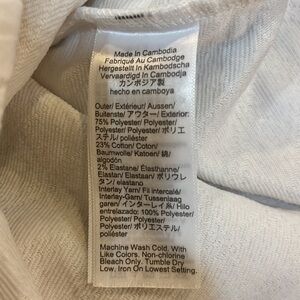 Made In Cambodia
Fabriqué Au Cambodge
Hergestellt In Kambodscha
Vervaardigd In Cambodja
カンボジア製
hecho en camboya
Outer/ Extérieur/ Aussen/
Buitenste/ アウター/ Exterior:
75% Polyester/ Polyester/
Polyester/ Polyester/ ポリエ
ステル/ poliéster
23% Cotton/ Coton/
Baumwolle/ Katoen/ 綿/
algodón
2% Elastane/ Élasthanne/
Elastan/ Elastaan/ ポリウレ
タン/ elastano
Interlay Yarn/ Fil intercalé/
Interlay-Garn/ Tussenlaag
garen/ インターレイ糸/ Hilo
entrelazado: 100% Polyester/
Polyester/ Polyester/
Polyester/ ポリエステル/
poliéster
Machine Wash Cold. With
Like Colors. Non-chlorine
Bleach Only. Tumble Dry
Low. Iron On Lowest Setting.